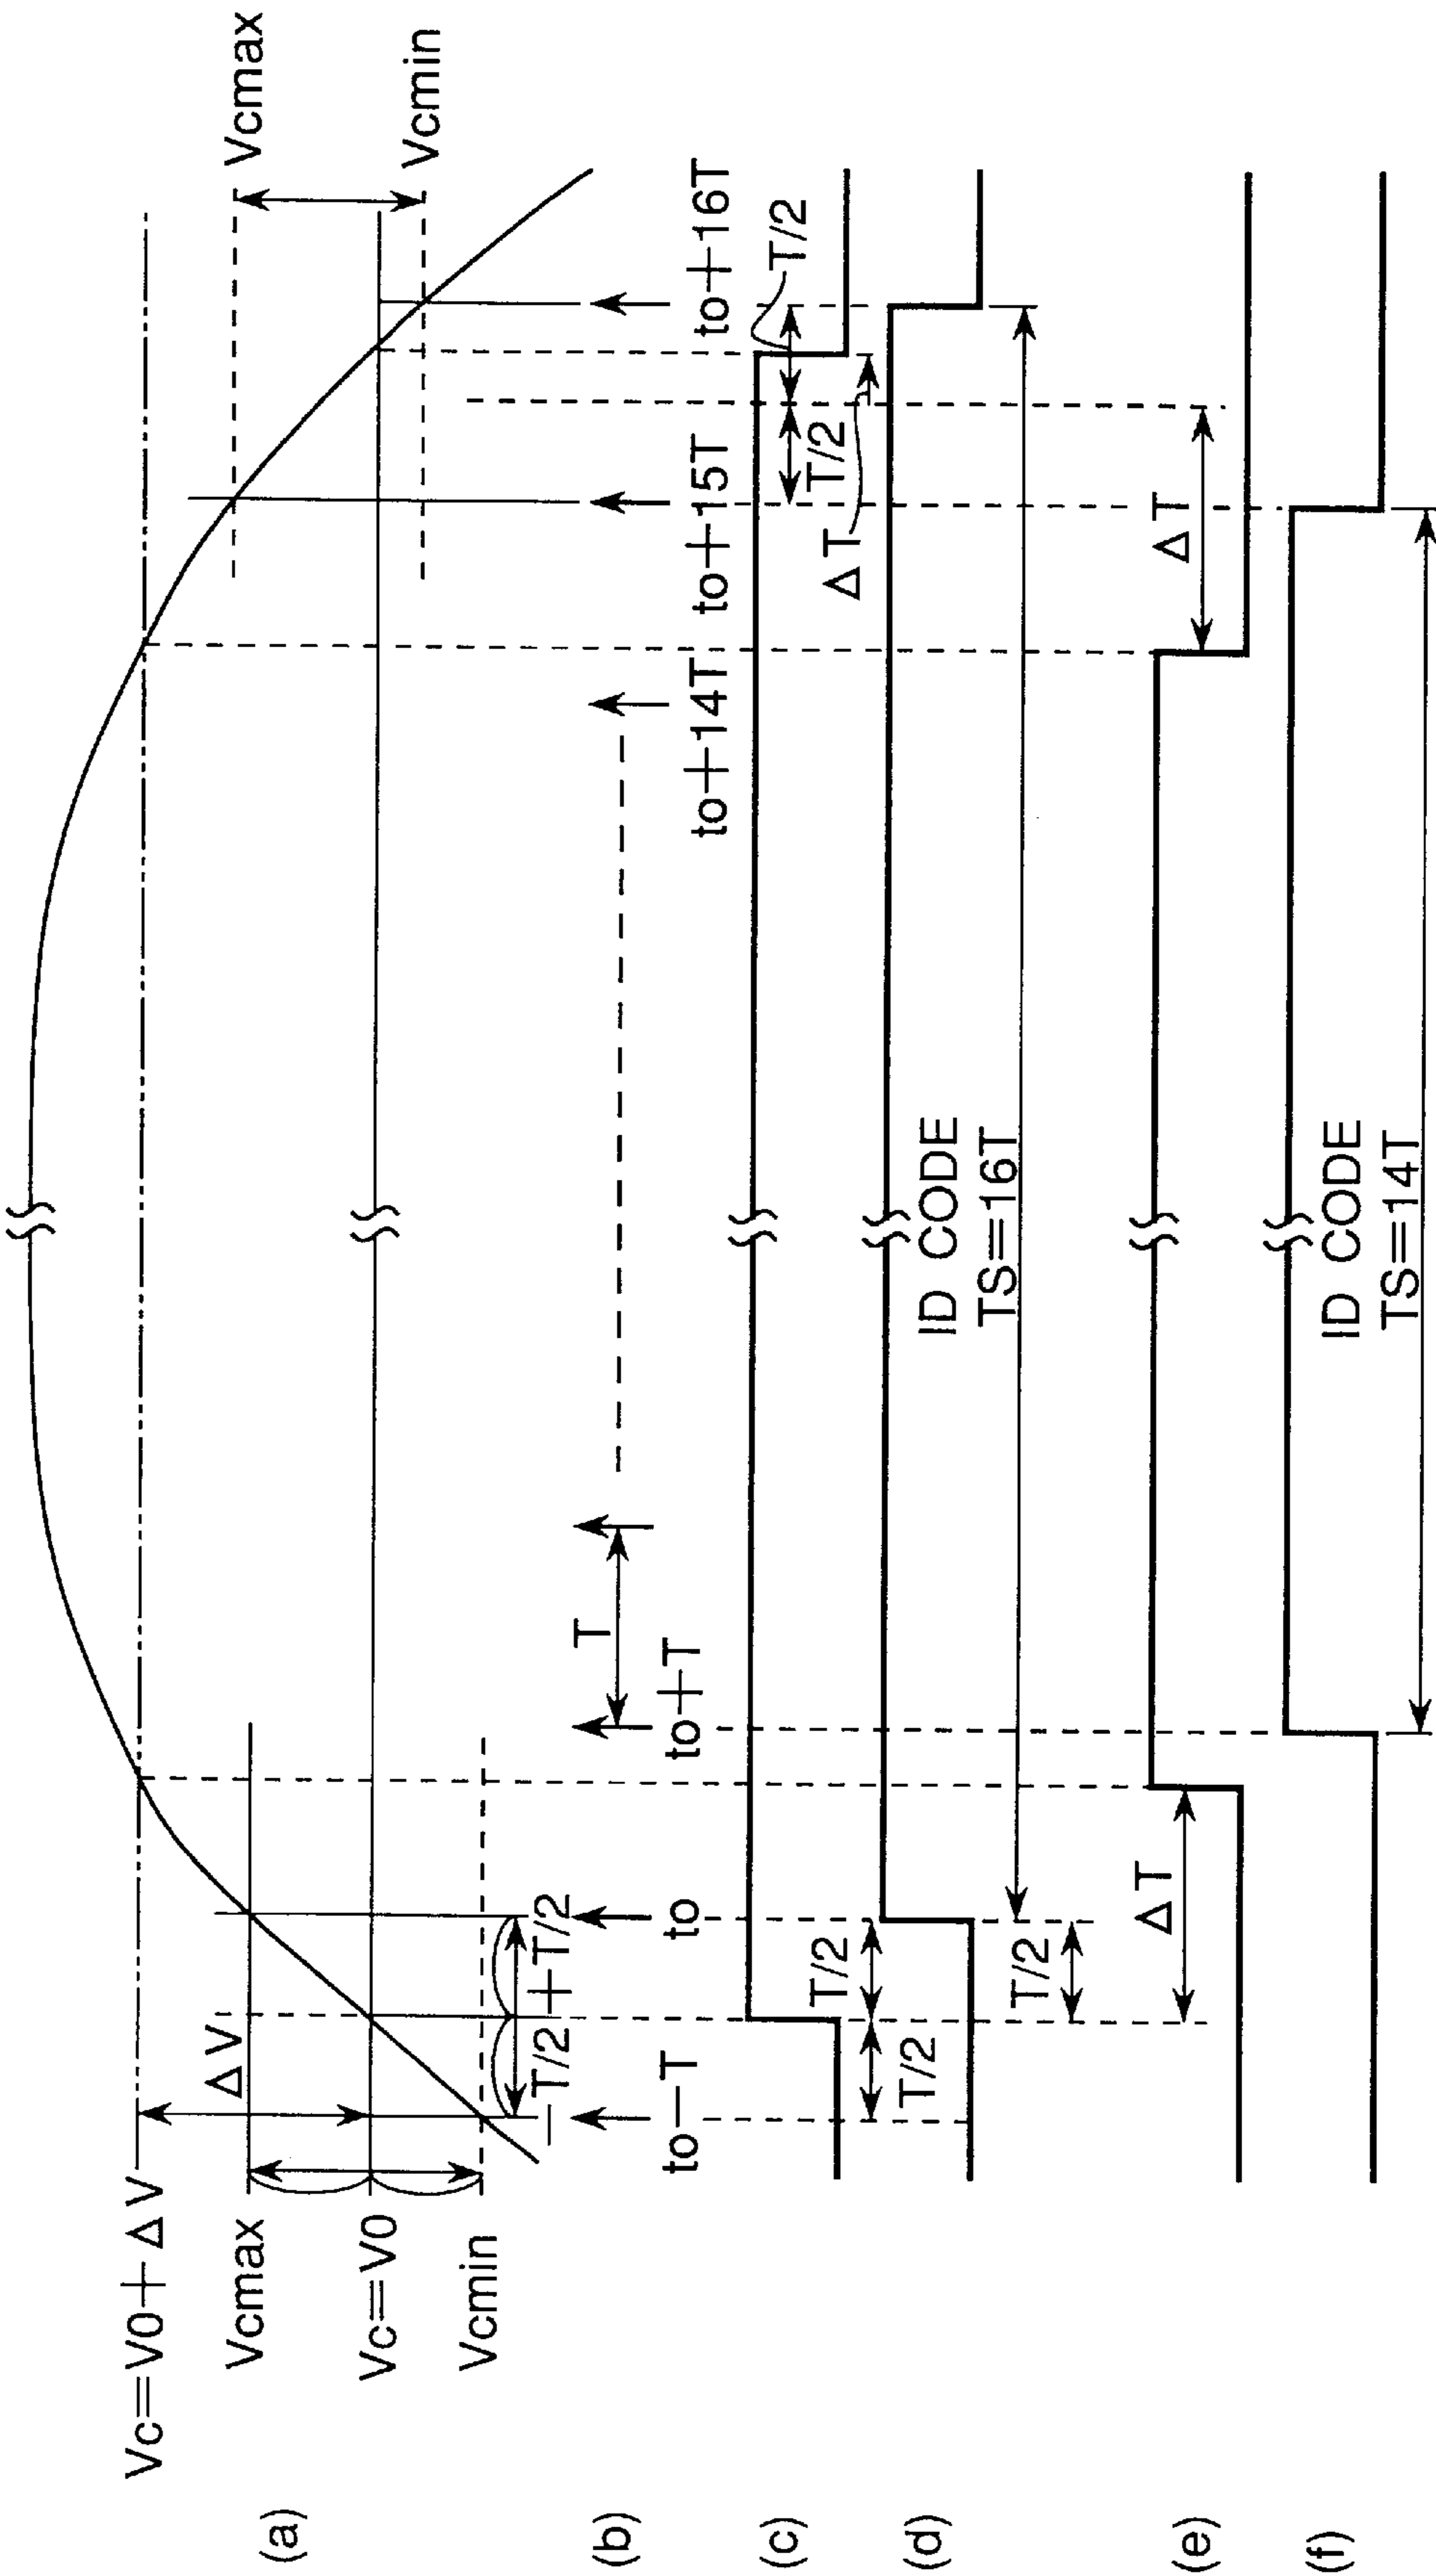 (a)
Vc=V0+ΔV
Vcmax
Vc=V0
Vcmin
ΔV
-T/2
+T/2
Vcmax
Vcmin
(b)
to-T
to
to+T
T
to+14T
to+15T
to+16T
(c)
T/2
T/2
T/2
T/2
ΔT
(d)
T/2
ID CODE
TS=16T
(e)
ΔT
ΔT
(f)
ID CODE
TS=14T